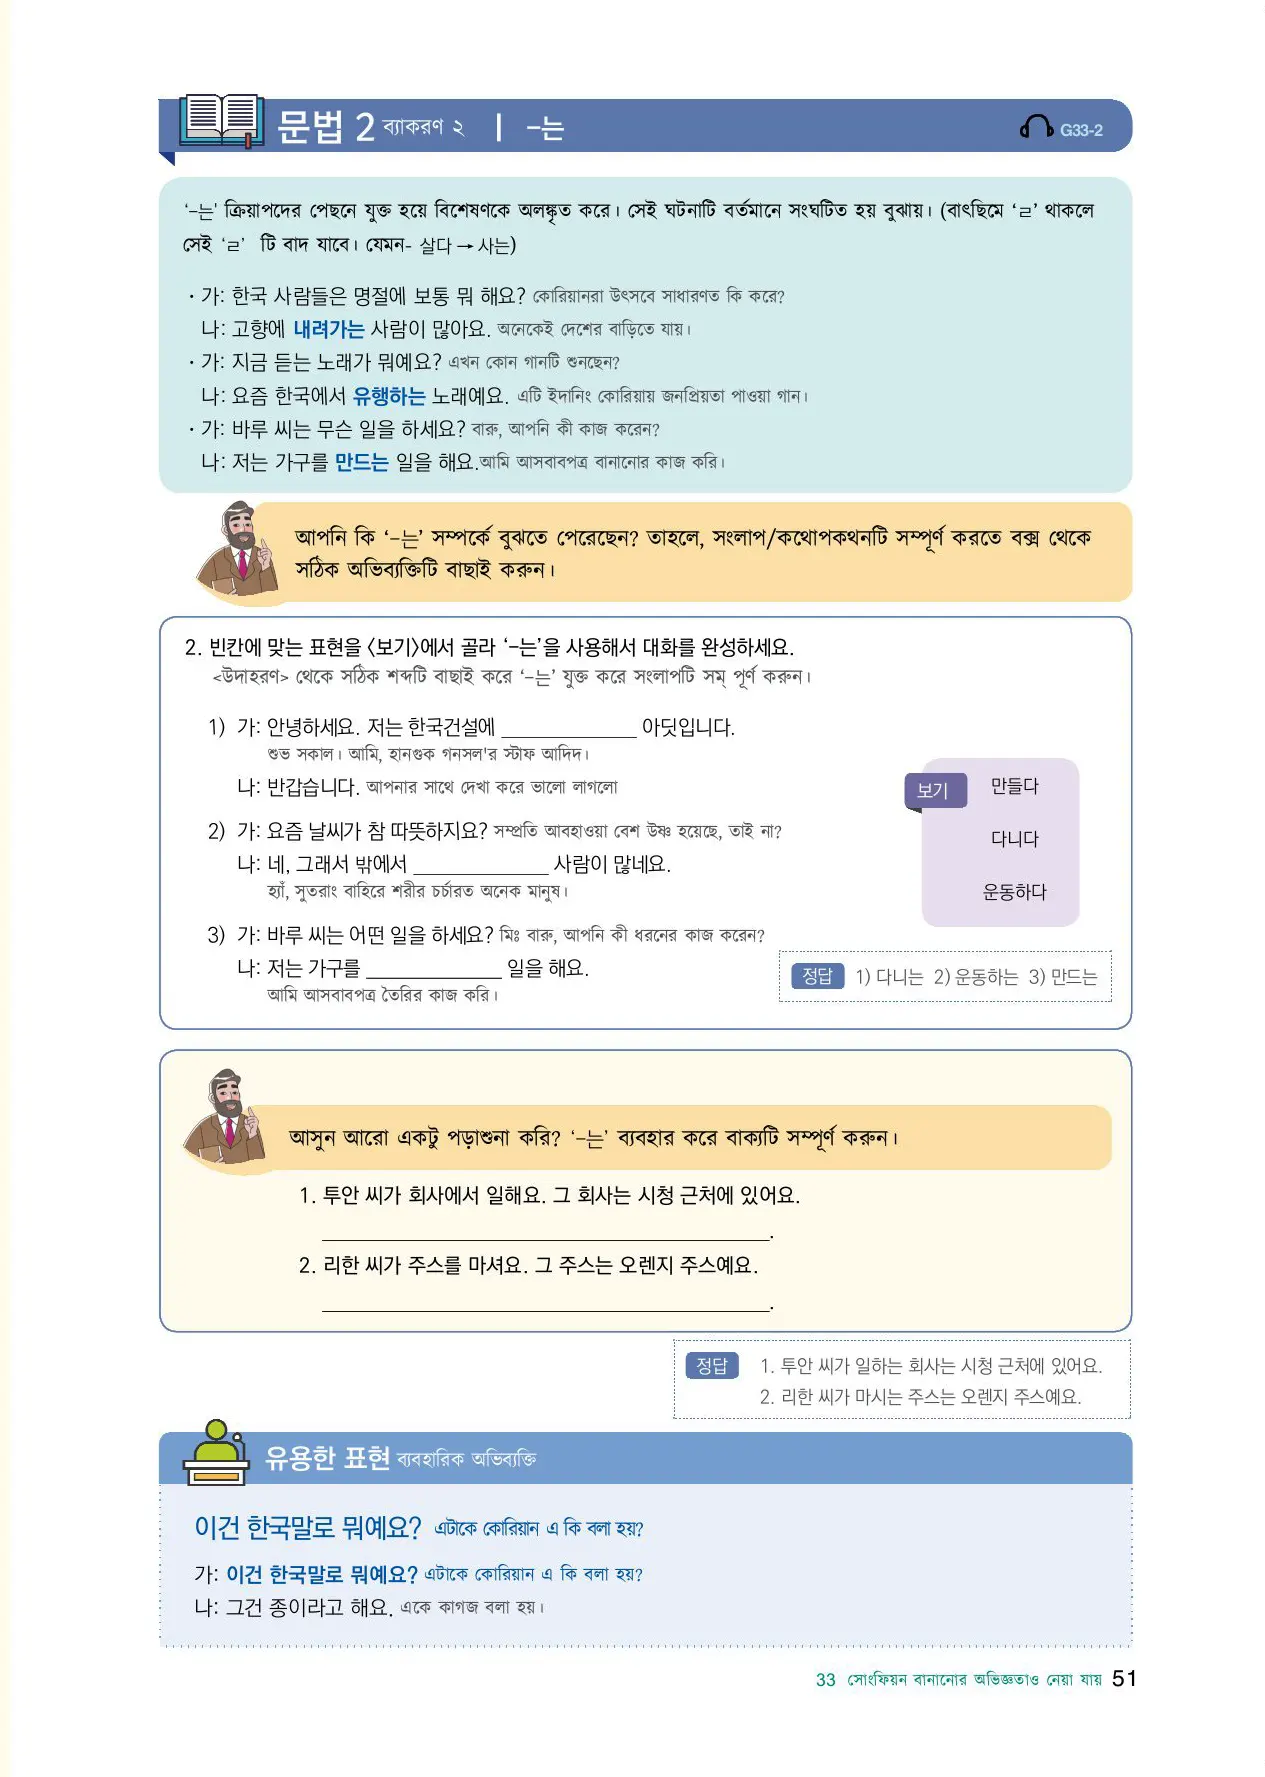 문법 2 ব্যাকরণ ২ | -는
G33-2
‘-는' ক্রিয়াপদের পেছনে যুক্ত হয়ে বিশেষণকে অলঙ্কৃত করে। সেই ঘটনাটি বর্তমানে সংঘটিত হয় বুঝায়। (বাৎছিমে ‘ㄹ’ থাকলে
সেই ‘ㄹ’ টি বাদ যাবে। যেমন- 살다 → 사는)
· 가: 한국 사람들은 명절에 보통 뭐 해요? কোরিয়ানরা উৎসবে সাধারণত কি করে?
나: 고향에 내려가는 사람이 많아요. অনেকেই দেশের বাড়িতে যায়।
· 가: 지금 듣는 노래가 뭐예요? এখন কোন গানটি শুনছেন?
나: 요즘 한국에서 유행하는 노래예요. এটি ইদানিং কোরিয়ায় জনপ্রিয়তা পাওয়া গান।
· 가: 바루 씨는 무슨 일을 하세요? বারু, আপনি কী কাজ করেন?
나: 저는 가구를 만드는 일을 해요.আমি আসবাবপত্র বানানোর কাজ করি।
আপনি কি ‘-는’ সম্পর্কে বুঝতে পেরেছেন? তাহলে, সংলাপ/কথোপকথনটি সম্পূর্ণ করতে বক্স থেকে
সঠিক অভিব্যক্তিটি বাছাই করুন।
2. 빈칸에 맞는 표현을 〈보기〉에서 골라 ‘-는’을 사용해서 대화를 완성하세요.
<উদাহরণ> থেকে সঠিক শব্দটি বাছাই করে ‘-는’ যুক্ত করে সংলাপটি সম্ পূর্ণ করুন।
1) 가: 안녕하세요. 저는 한국건설에 ______________ 아딧입니다.
শুভ সকাল। আমি, হানগুক গনসল'র স্টাফ আদিদ।
나: 반갑습니다. আপনার সাথে দেখা করে ভালো লাগলো
2) 가: 요즘 날씨가 참 따뜻하지요? সম্প্রতি আবহাওয়া বেশ উষ্ণ হয়েছে, তাই না?
나: 네, 그래서 밖에서 ______________ 사람이 많네요.
হ্যাঁ, সুতরাং বাহিরে শরীর চর্চারত অনেক মানুষ।
3) 가: 바루 씨는 어떤 일을 하세요? মিঃ বারু, আপনি কী ধরনের কাজ করেন?
나: 저는 가구를 ______________ 일을 해요.
আমি আসবাবপত্র তৈরির কাজ করি।
보기
만들다
다니다
운동하다
정답 1) 다니는 2) 운동하는 3) 만드는
আসুন আরো একটু পড়াশুনা করি? ‘-는’ ব্যবহার করে বাক্যটি সম্পূর্ণ করুন।
1. 투안 씨가 회사에서 일해요. 그 회사는 시청 근처에 있어요.
______________________________.
2. 리한 씨가 주스를 마셔요. 그 주스는 오렌지 주스예요.
______________________________.
정답 1. 투안 씨가 일하는 회사는 시청 근처에 있어요.
2. 리한 씨가 마시는 주스는 오렌지 주스예요.
유용한 표현 ব্যবহারিক অভিব্যক্তি
이건 한국말로 뭐예요? এটাকে কোরিয়ান এ কি বলা হয়?
가: 이건 한국말로 뭐예요? এটাকে কোরিয়ান এ কি বলা হয়?
나: 그건 종이라고 해요. একে কাগজ বলা হয়।
33 সোংফিয়ন বানানোর অভিজ্ঞতাও নেয়া যায় 51